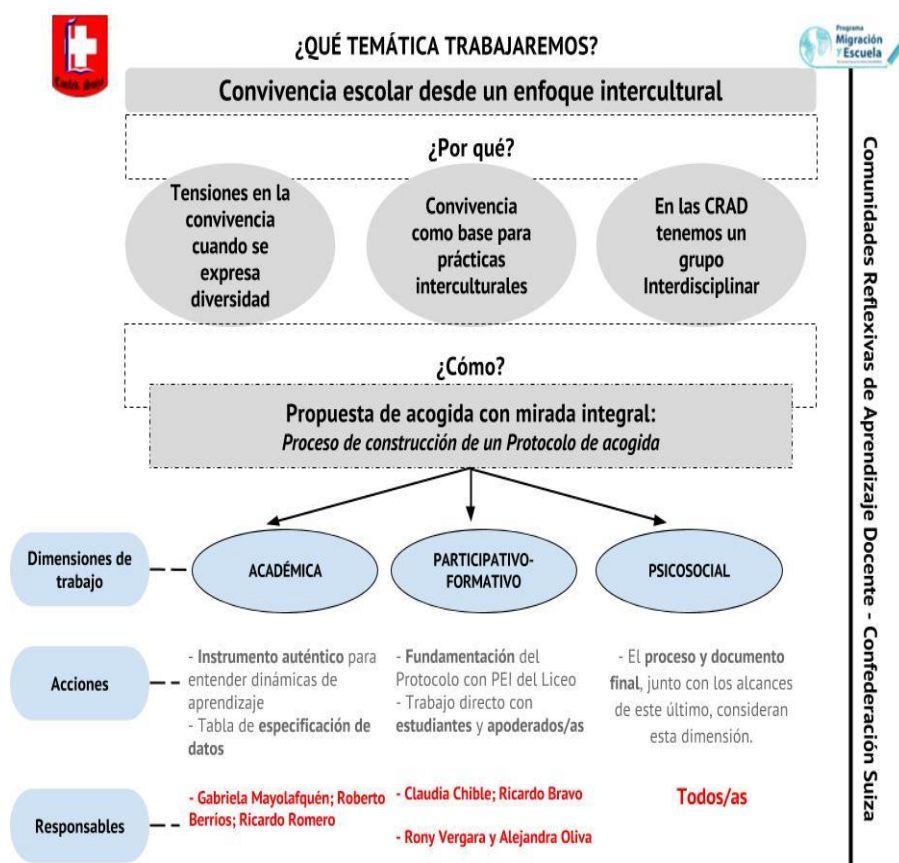 ¿QUÉ TEMÁTICA TRABAJAREMOS?
Programa
Migración
y Escuela
Convivencia escolar desde un enfoque intercultural
¿Por qué?
Tensiones en la
convivencia
cuando se
expresa
diversidad
Convivencia
como base para
prácticas
interculturales
En las CRAD
tenemos un
grupo
Interdisciplinar
¿Cómo?
Propuesta de acogida con mirada integral:
Proceso de construcción de un Protocolo de acogida
Dimensiones de
trabajo
ACADÉMICA
PARTICIPATIVO-
FORMATIVO
PSICOSOCIAL
Acciones
- Instrumento auténtico para
entender dinámicas de
aprendizaje
- Tabla de especificación de
datos
- Fundamentación del
Protocolo con PEI del Liceo
- Trabajo directo con
estudiantes y apoderados/as
- El proceso y documento
final, junto con los alcances
de este último, consideran
esta dimensión.
Responsables
- Gabriela Mayolafquén; Roberto
Berríos; Ricardo Romero
- Claudia Chible; Ricardo Bravo
- Rony Vergara y Alejandra Oliva
Todos/as
Comunidades Reflexivas de Aprendizaje Docente - Confederación Suiza